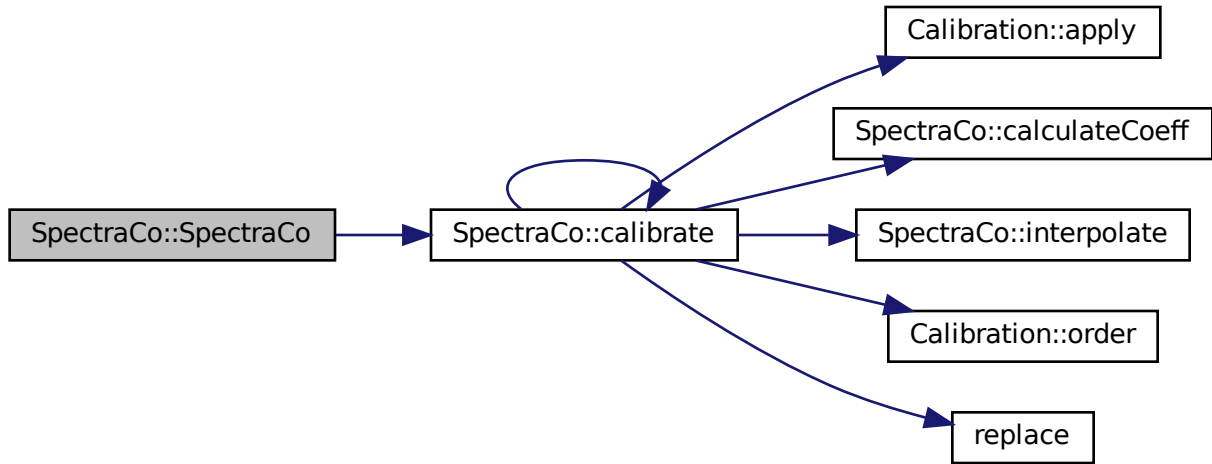 Calibration::apply
SpectraCo::calculateCoeff
SpectraCo::SpectraCo
SpectraCo::calibrate
SpectraCo::interpolate
Calibration::order
replace